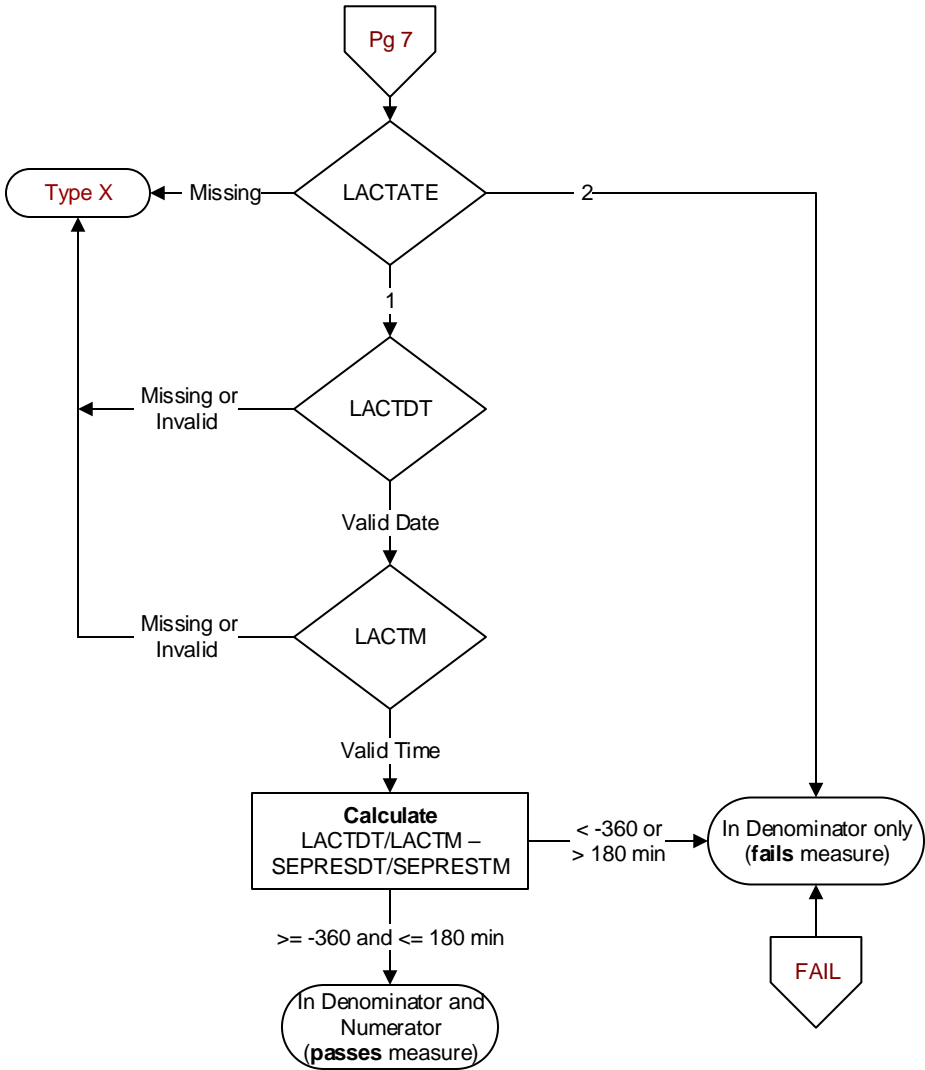 Pg 7
LACTATE
Type X
Missing
2
1
Missing or
Invalid
LACTDT
Valid Date
Missing or
Invalid
LACTM
Valid Time
Calculate
LACTDT/LACTM –
SEPRESDT/SEPRESTM
< -360 or
> 180 min
In Denominator only
(fails measure)
>= -360 and <= 180 min
FAIL
In Denominator and
Numerator
(passes measure)